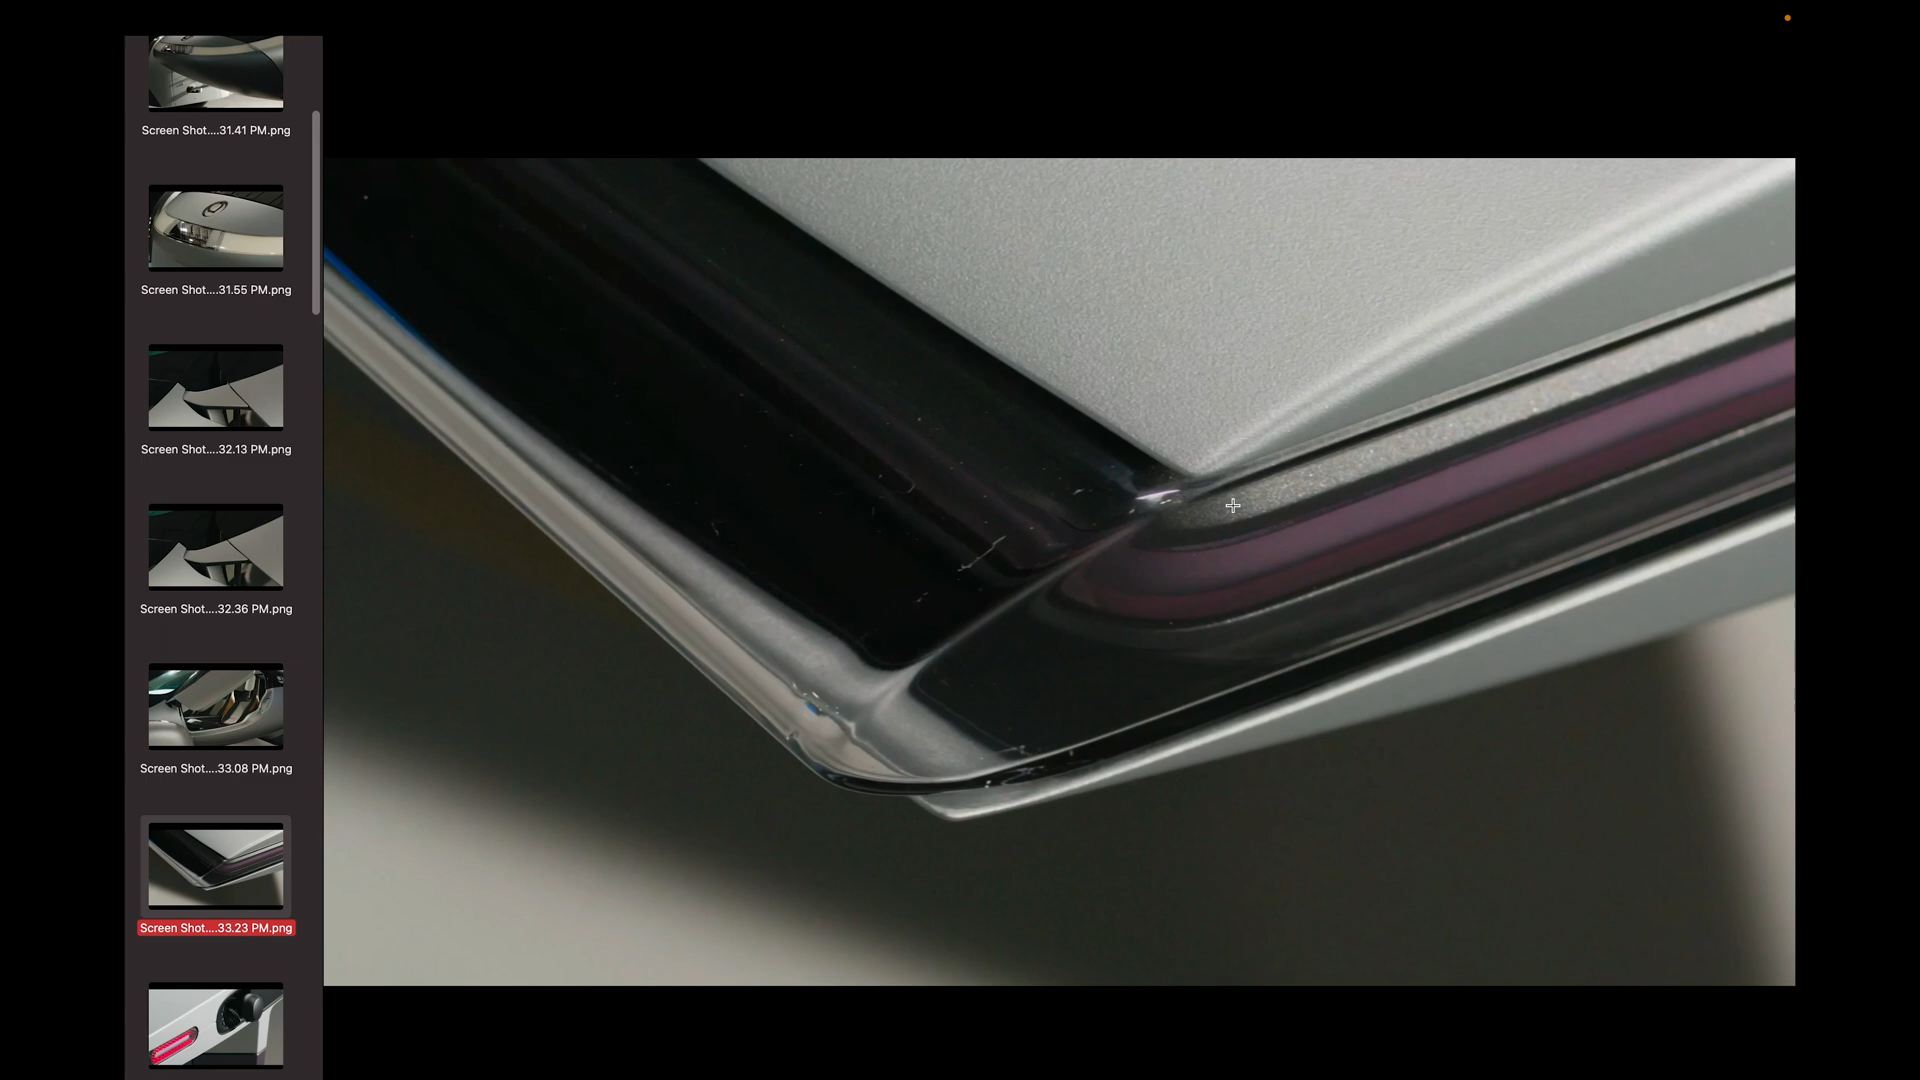 Screen Shot....31.41 PM.png
Screen Shot....31.55 PM.png
Screen Shot....32.13 PM.png
Screen Shot....32.36 PM.png
Screen Shot....33.08 PM.png
Screen Shot....33.23 PM.png